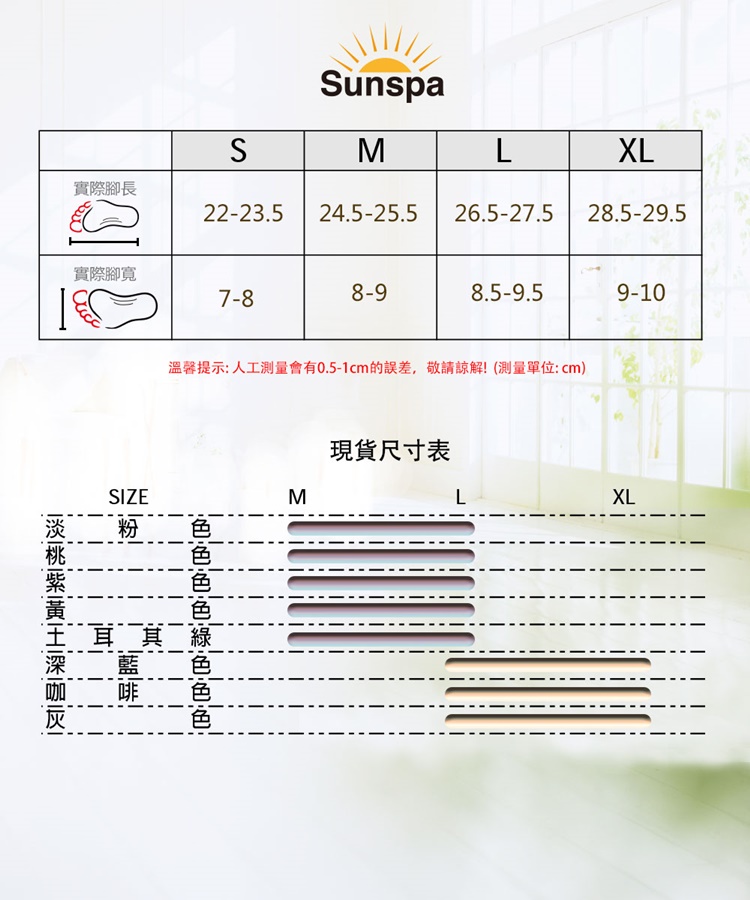 Sunspa
S M L XL
實際腳長
22-23.5 24.5-25.5 26.5-27.5 28.5-29.5
實際腳寬
7-8 8-9 8.5-9.5 9-10
溫馨提示: 人工測量會有0.5-1cm的誤差，敬請諒解! (測量單位: cm)
現貨尺寸表
SIZE M L XL
淡粉色
桃色
紫色
黃色
土耳其綠
深藍色
咖啡色
灰色